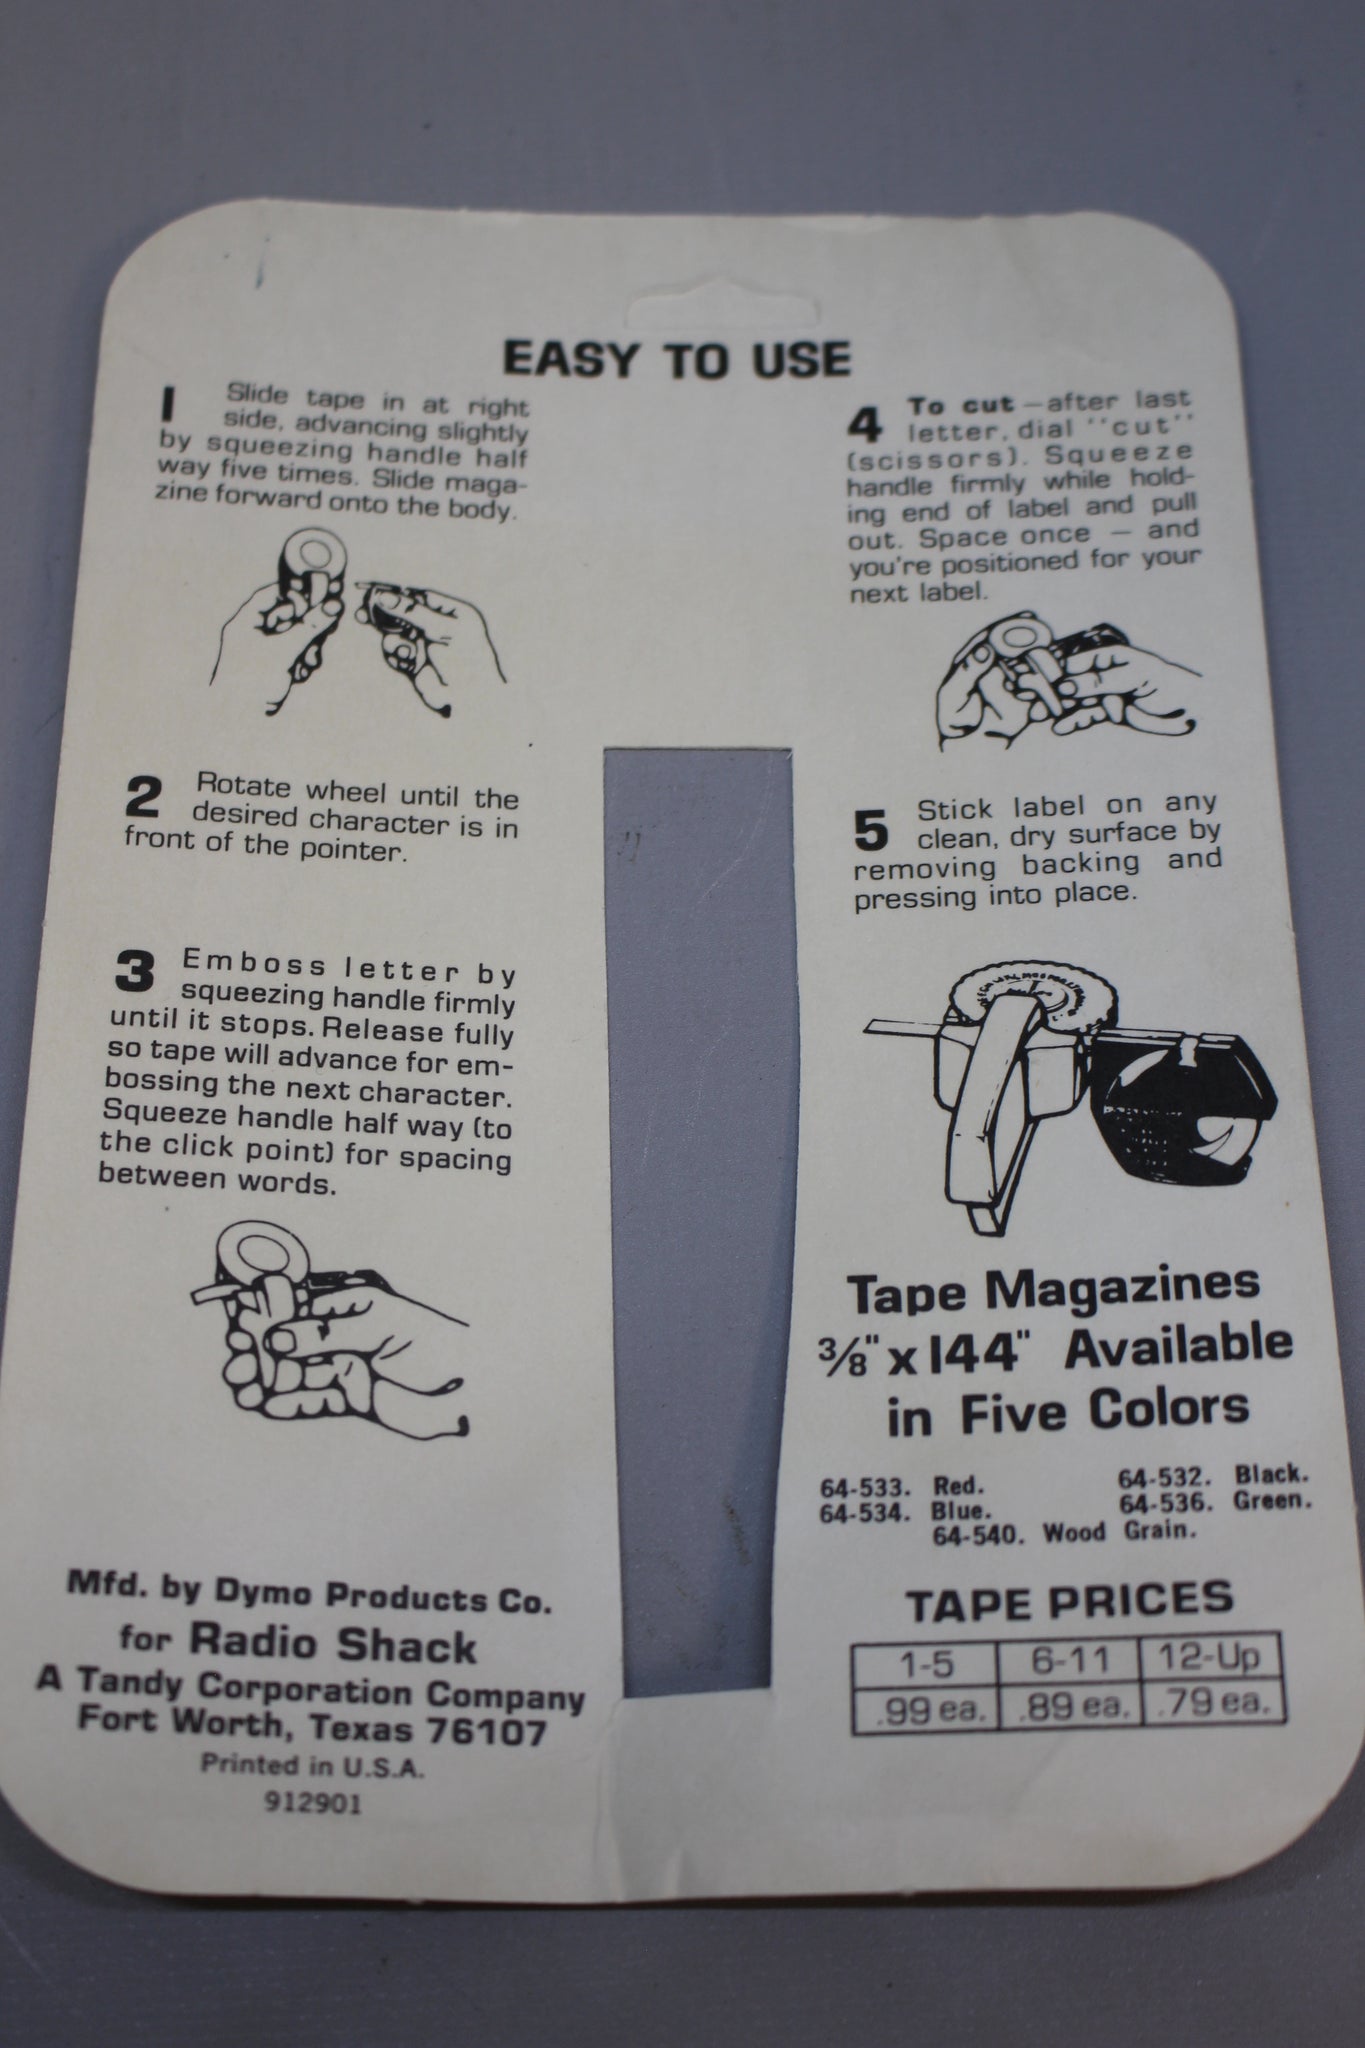 EASY TO USE
1 Slide tape in at right
side, advancing slightly
by squeezing handle half
way five times. Slide maga-
zine forward onto the body.
2 Rotate wheel until the
desired character is in
front of the pointer.
3 Emboss letter by
squeezing handle firmly
until it stops. Release fully
so tape will advance for em-
bossing the next character.
Squeeze handle half way (to
the click point) for spacing
between words.
Mfd. by Dymo Products Co.
for Radio Shack
A Tandy Corporation Company
Fort Worth, Texas 76107
Printed in U.S.A.
912901
4 To cut — after last
letter, dial "cut"
(scissors). Squeeze
handle firmly while hold-
ing end of label and pull
out. Space once — and
you're positioned for your
next label.
5 Stick label on any
clean, dry surface by
removing backing and
pressing into place.
Tape Magazines
3/8" x 144" Available
in Five Colors
64-533. Red. 64-532. Black.
64-534. Blue. 64-536. Green.
64-540. Wood Grain.
TAPE PRICES
1-5 6-11 12-Up
.99 ea. .89 ea. .79 ea.